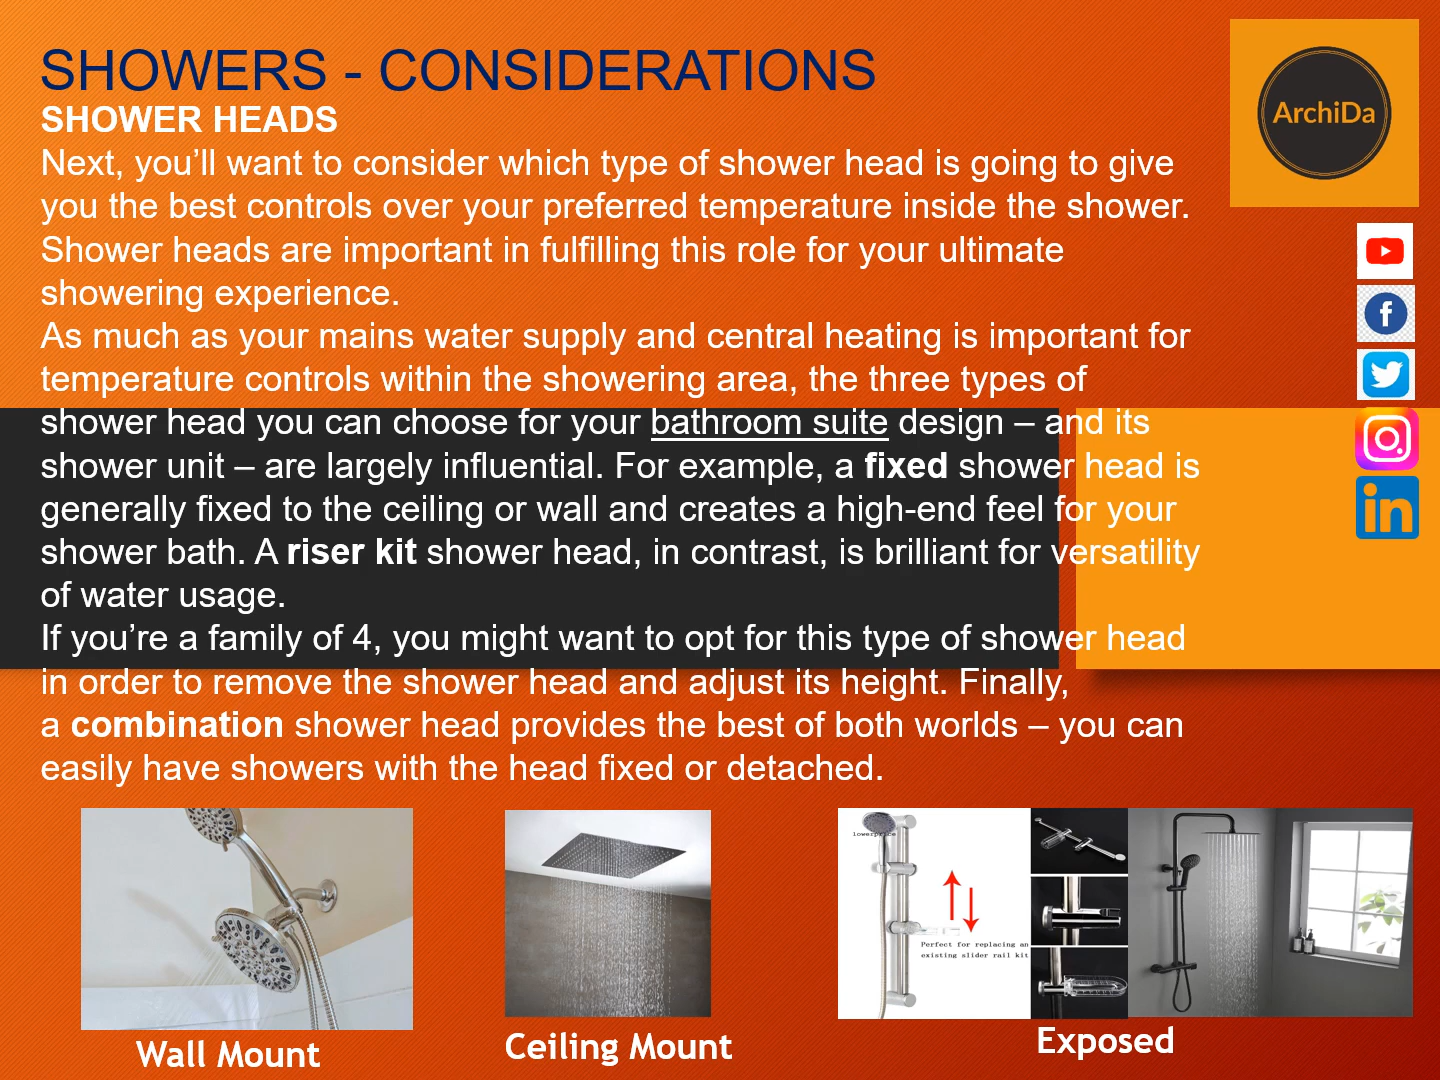 SHOWERS - CONSIDERATIONS
ArchiDa
SHOWER HEADS
Next, you’ll want to consider which type of shower head is going to give
you the best controls over your preferred temperature inside the shower.
Shower heads are important in fulfilling this role for your ultimate
showering experience.
As much as your mains water supply and central heating is important for
temperature controls within the showering area, the three types of
shower head you can choose for your bathroom suite design – and its
shower unit – are largely influential. For example, a fixed shower head is
generally fixed to the ceiling or wall and creates a high-end feel for your
shower bath. A riser kit shower head, in contrast, is brilliant for versatility
of water usage.
If you’re a family of 4, you might want to opt for this type of shower head
in order to remove the shower head and adjust its height. Finally,
a combination shower head provides the best of both worlds – you can
easily have showers with the head fixed or detached.
f
in
lowerprice
Perfect for replacing an
existing slider rail kit
Wall Mount
Ceiling Mount
Exposed